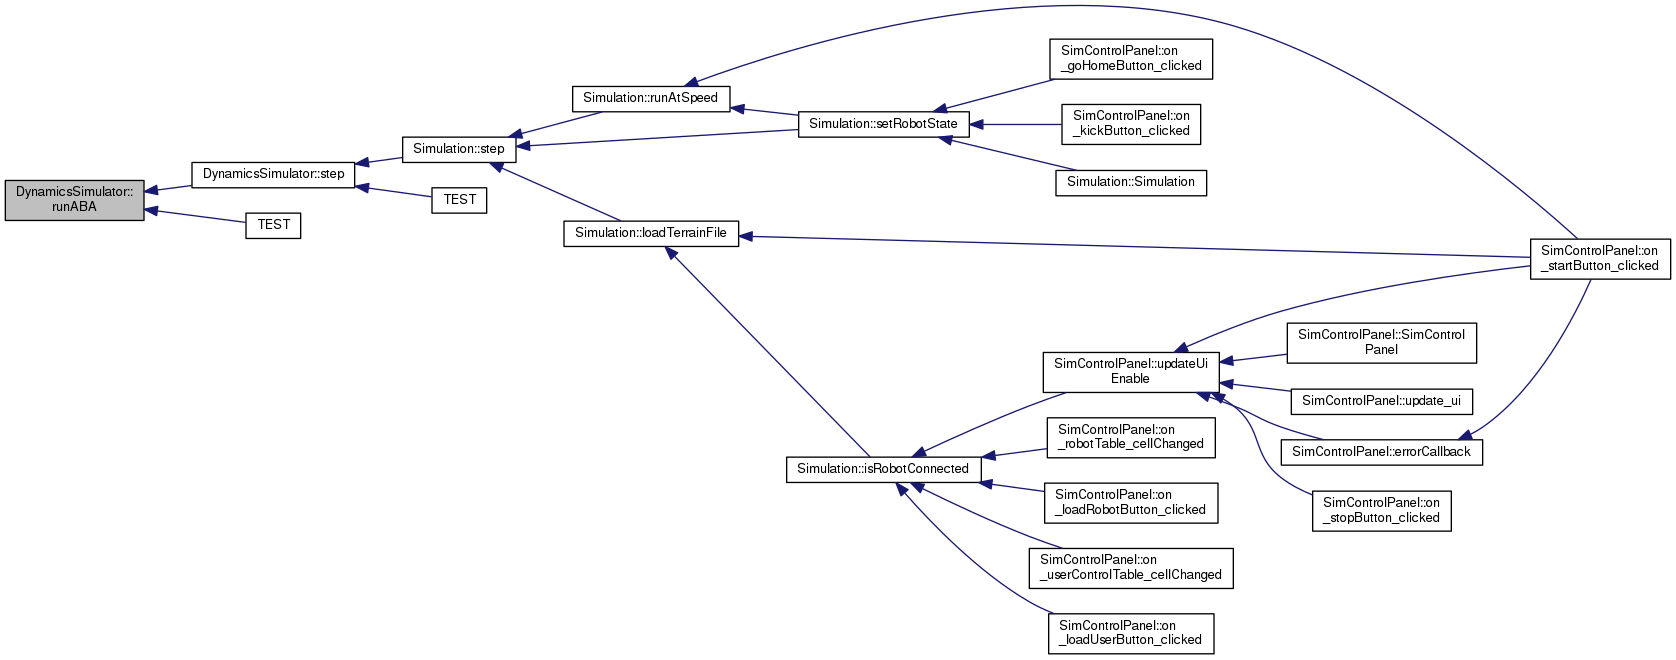 DynamicsSimulator::
runABA
DynamicsSimulator::step
TEST
Simulation::step
TEST
Simulation::runAtSpeed
Simulation::setRobotState
Simulation::loadTerrainFile
SimControlPanel::on
_goHomeButton_clicked
SimControlPanel::on
_kickButton_clicked
Simulation::Simulation
SimControlPanel::on
_startButton_clicked
Simulation::isRobotConnected
SimControlPanel::updateUi
Enable
SimControlPanel::SimControl
Panel
SimControlPanel::update_ui
SimControlPanel::errorCallback
SimControlPanel::on
_stopButton_clicked
SimControlPanel::on
_robotTable_cellChanged
SimControlPanel::on
_loadRobotButton_clicked
SimControlPanel::on
_userControlTable_cellChanged
SimControlPanel::on
_loadUserButton_clicked